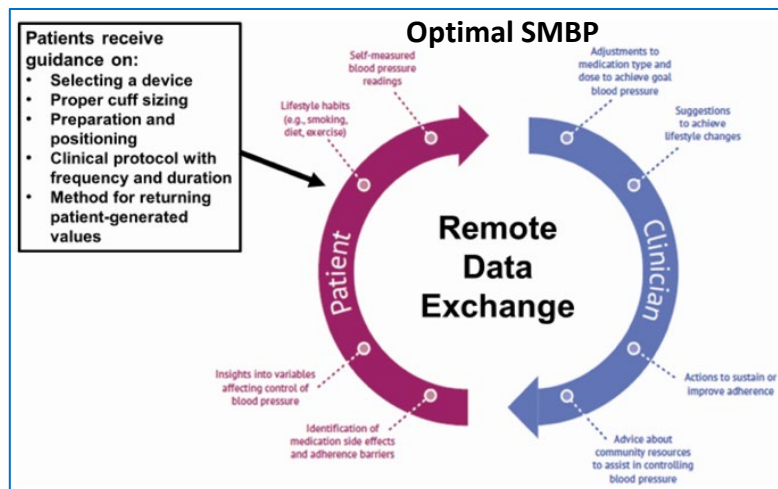 Optimal SMBP
Patients receive
guidance on:
• Selecting a device
• Proper cuff sizing
• Preparation and
positioning
• Clinical protocol with
frequency and duration
• Method for returning
patient-generated
values
Self-measured
blood pressure
readings
Lifestyle habits
(e.g., smoking,
diet, exercise)
Patient
Insights into variables
affecting control of
blood pressure
Identification of
medication side effects
and adherence barriers
Remote
Data
Exchange
Adjustments to
medication type and
dose to achieve goal
blood pressure
Suggestions
to achieve
lifestyle changes
Clinician
Actions to sustain or
improve adherence
Advice about
community resources
to assist in controlling
blood pressure